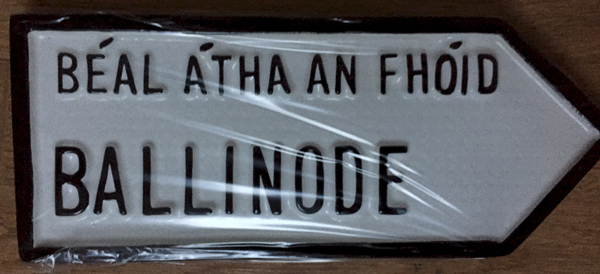 BÉAL ÁTHA AN FHÓID
BALLINODE